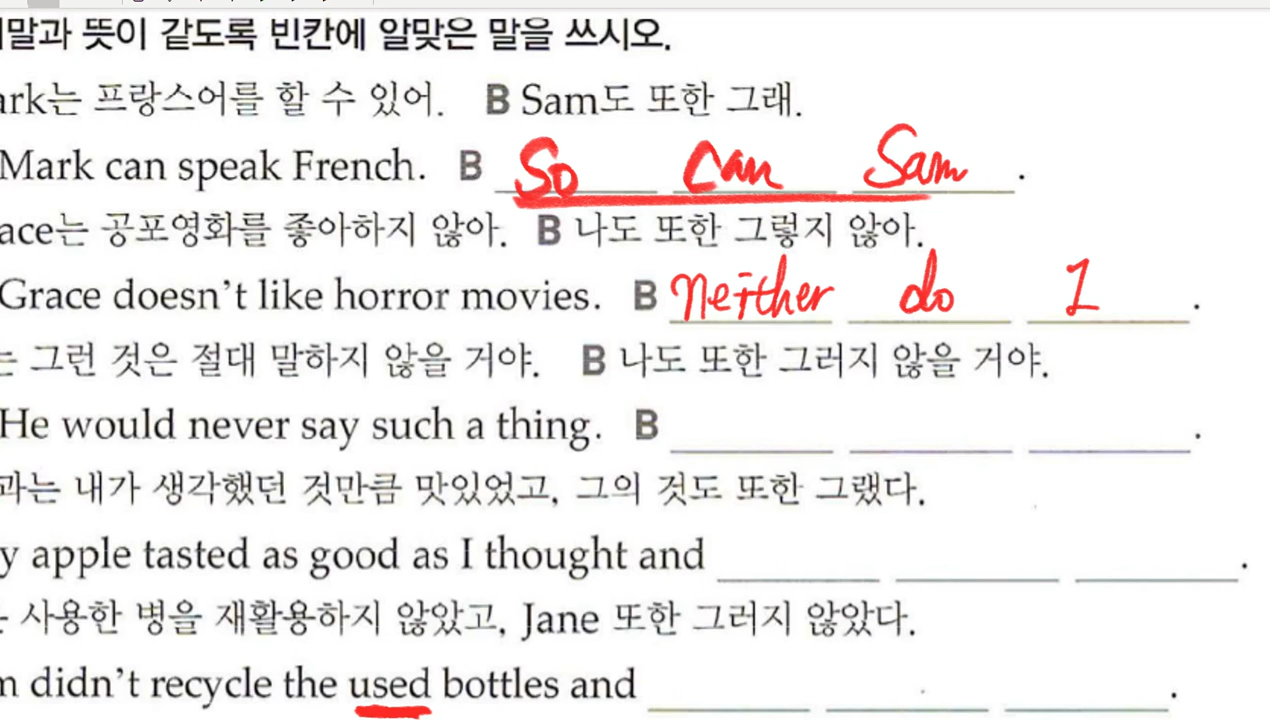 말과 뜻이 같도록 빈칸에 알맞은 말을 쓰시오.
ark는 프랑스어를 할 수 있어. B Sam도 또한 그래.
Mark can speak French. B So can Sam.
ace는 공포영화를 좋아하지 않아. B 나도 또한 그렇지 않아.
Grace doesn't like horror movies. B neither do I.
는 그런 것은 절대 말하지 않을 거야. B 나도 또한 그러지 않을 거야.
He would never say such a thing. B .
과는 내가 생각했던 것만큼 맛있었고, 그의 것도 또한 그랬다.
y apple tasted as good as I thought and .
사용한 병을 재활용하지 않았고, Jane 또한 그러지 않았다.
didn't recycle the used bottles and .